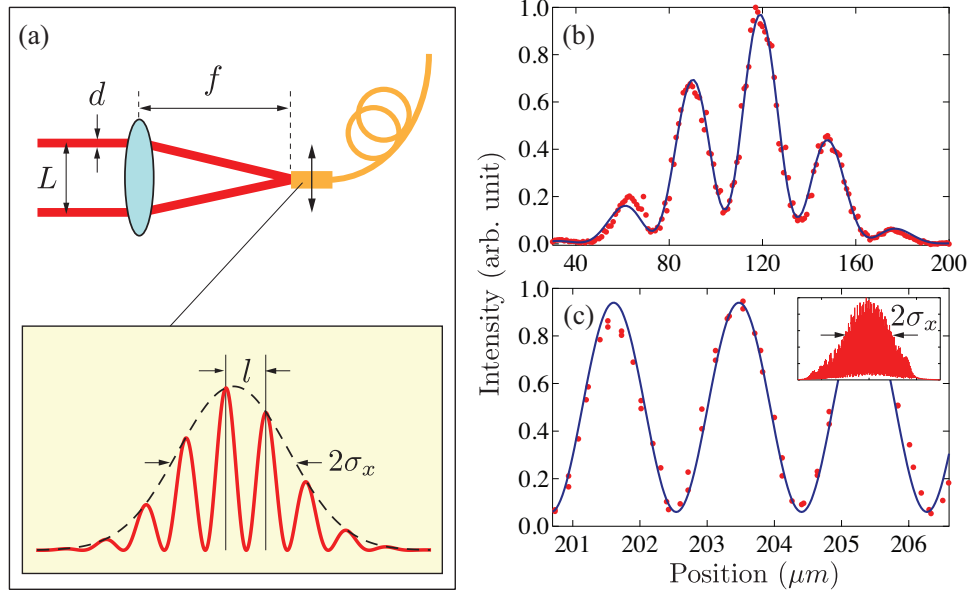 (a)
f
d
L
l
2σₓ
(b)
1.0
0.8
0.6
0.4
0.2
0.0
40
80
120
160
200
Intensity (arb. unit)
(c)
2σₓ
1.0
0.8
0.6
0.4
0.2
0.0
201
202
203
204
205
206
Position (μm)